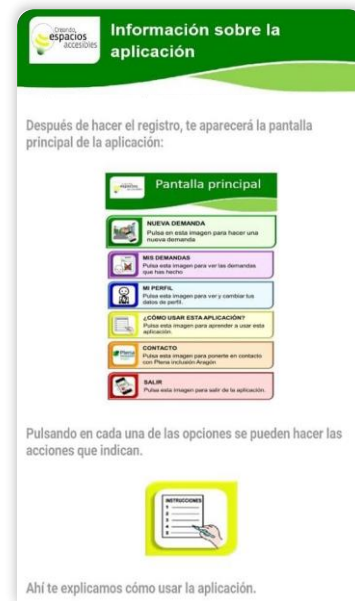 Creando
espacios
accesibles
Información sobre la
aplicación
Después de hacer el registro, te aparecerá la pantalla
principal de la aplicación:
Pantalla principal
NUEVA DEMANDA
Pulsa en esta imagen para hacer una
nueva demanda
MIS DEMANDAS
Pulsa esta imagen para ver las demandas
que has hecho
MI PERFIL
Pulsa esta imagen para ver y cambiar tus
datos de perfil.
¿CÓMO USAR ESTA APLICACIÓN?
Pulsa esta imagen para aprender a usar esta
aplicación.
CONTACTO
Pulsa esta imagen para ponerte en contacto
con Plena inclusión Aragón
SALIR
Pulsa esta imagen para salir de la aplicación.
Pulsando en cada una de las opciones se pueden hacer las
acciones que indican.
INSTRUCCIONES
1
2
3
4
5
Ahí te explicamos cómo usar la aplicación.